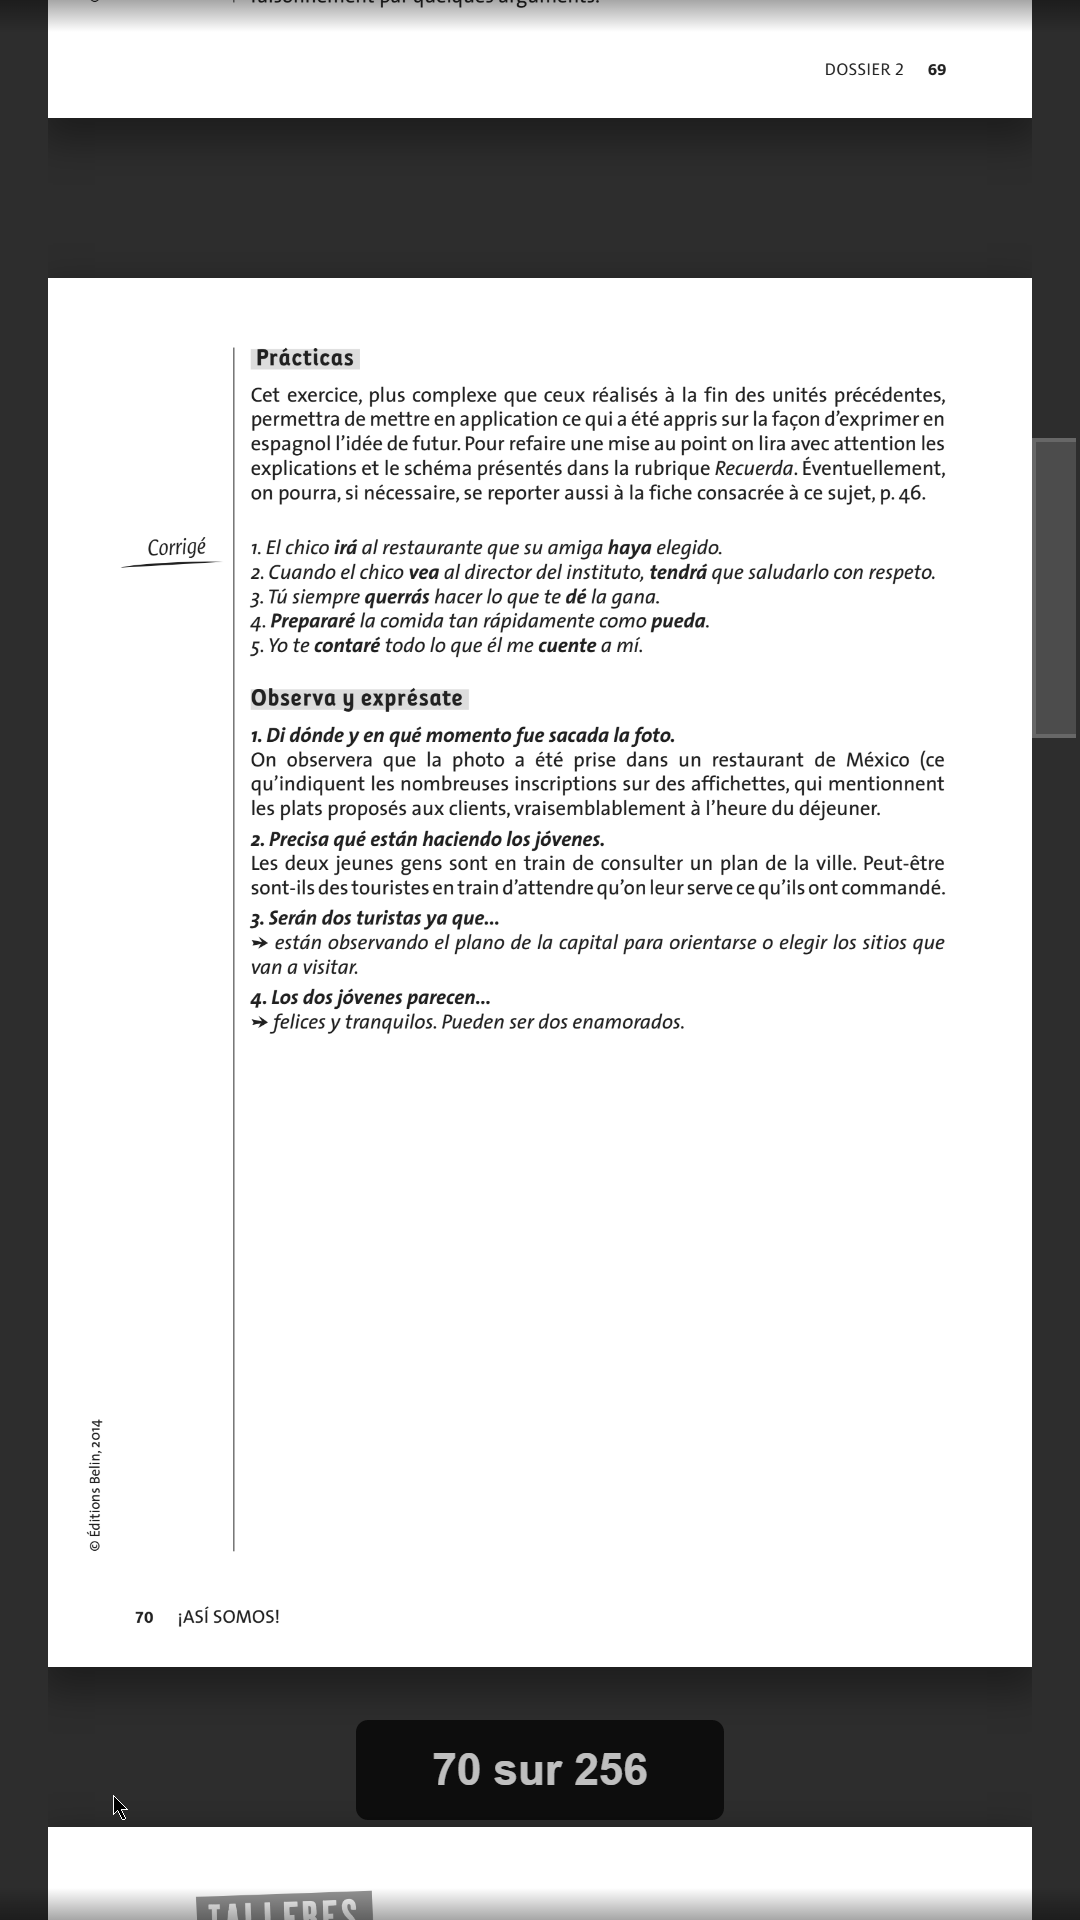 raisonnement par quelques arguments.
DOSSIER 2 69
Prácticas
Cet exercice, plus complexe que ceux réalisés à la fin des unités précédentes,
permettra de mettre en application ce qui a été appris sur la façon d'exprimer en
espagnol l'idée de futur. Pour refaire une mise au point on lira avec attention les
explications et le schéma présentés dans la rubrique Recuerda. Éventuellement,
on pourra, si nécessaire, se reporter aussi à la fiche consacrée à ce sujet, p. 46.
Corrigé
1. El chico irá al restaurante que su amiga haya elegido.
2. Cuando el chico vea al director del instituto, tendrá que saludarlo con respeto.
3. Tú siempre querrás hacer lo que te dé la gana.
4. Prepararé la comida tan rápidamente como pueda.
5. Yo te contaré todo lo que él me cuente a mí.
Observa y exprésate
1. Di dónde y en qué momento fue sacada la foto.
On observera que la photo a été prise dans un restaurant de México (ce
qu'indiquent les nombreuses inscriptions sur des affichettes, qui mentionnent
les plats proposés aux clients, vraisemblablement à l'heure du déjeuner.
2. Precisa qué están haciendo los jóvenes.
Les deux jeunes gens sont en train de consulter un plan de la ville. Peut-être
sont-ils des touristes en train d'attendre qu'on leur serve ce qu'ils ont commandé.
3. Serán dos turistas ya que...
➛ están observando el plano de la capital para orientarse o elegir los sitios que
van a visitar.
4. Los dos jóvenes parecen...
➛ felices y tranquilos. Pueden ser dos enamorados.
© Éditions Belin, 2014
70 ¡ASÍ SOMOS!
70 sur 256
TALLERES